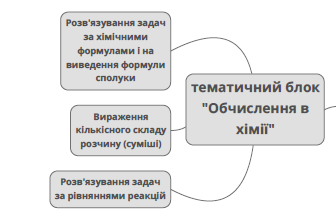 Розв'язування задач
за хімічними
формулами і на
виведення формули
сполуки
тематичний блок
"Обчислення в
хімії"
Вираження
кількісного складу
розчину (суміші)
Розв'язування задач
за рівняннями реакцій